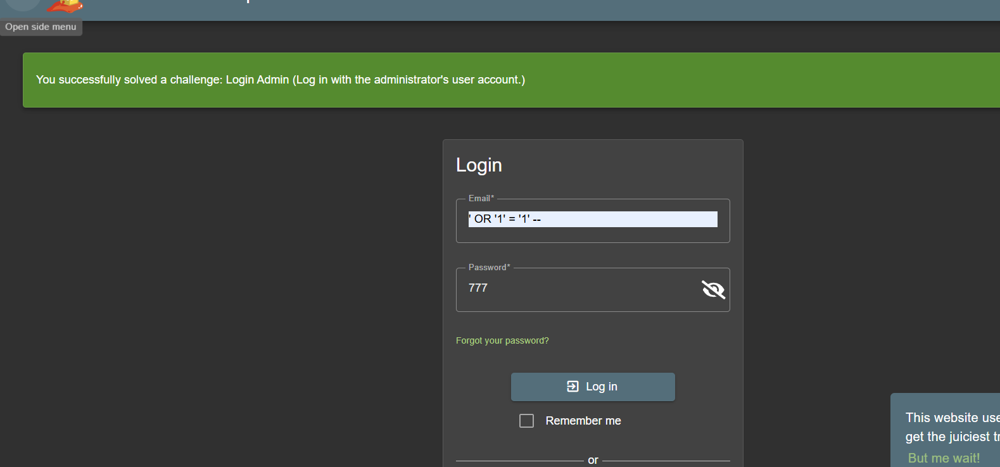 Open side menu
You successfully solved a challenge: Login Admin (Log in with the administrator's user account.)
Login
Email*
' OR '1' = '1' --
Password*
777
Forgot your password?
Log in
Remember me
or
This website use
get the juiciest tr
But me wait!